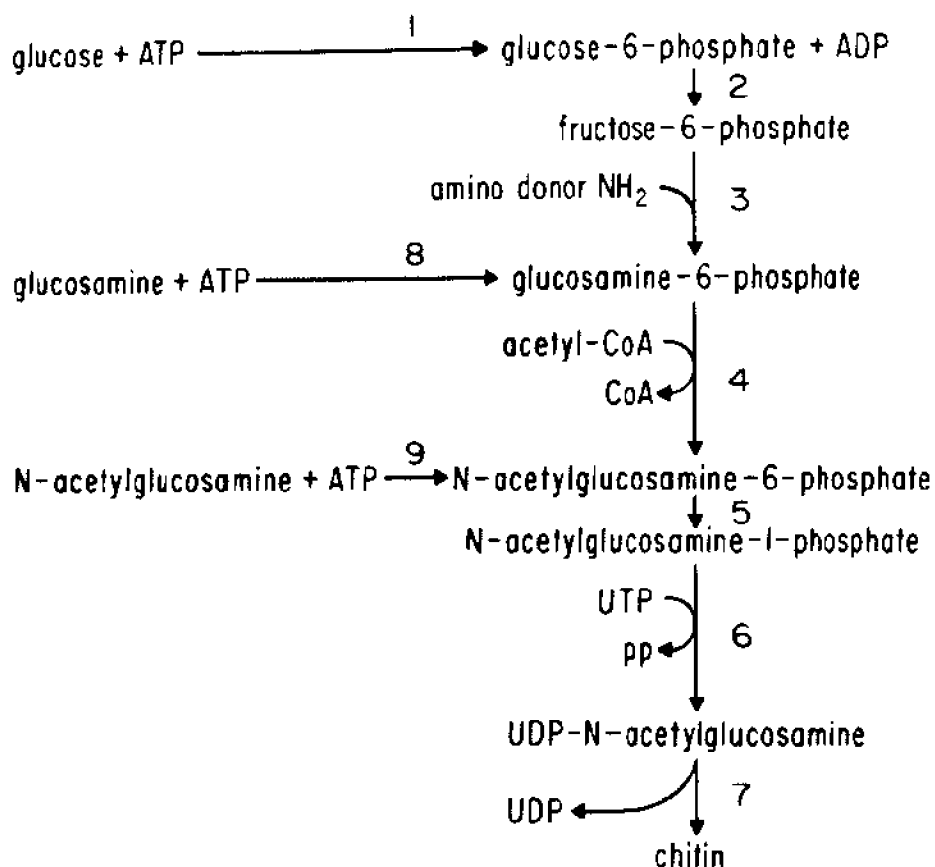 1
glucose + ATP glucose-6-phosphate + ADP
2
fructose-6-phosphate
amino donor NH₂ 3
8
glucosamine + ATP glucosamine-6-phosphate
acetyl-CoA
CoA 4
9
N-acetylglucosamine + ATP N-acetylglucosamine-6-phosphate
5
N-acetylglucosamine-1-phosphate
UTP
6
pp
UDP-N-acetylglucosamine
7
UDP
chitin